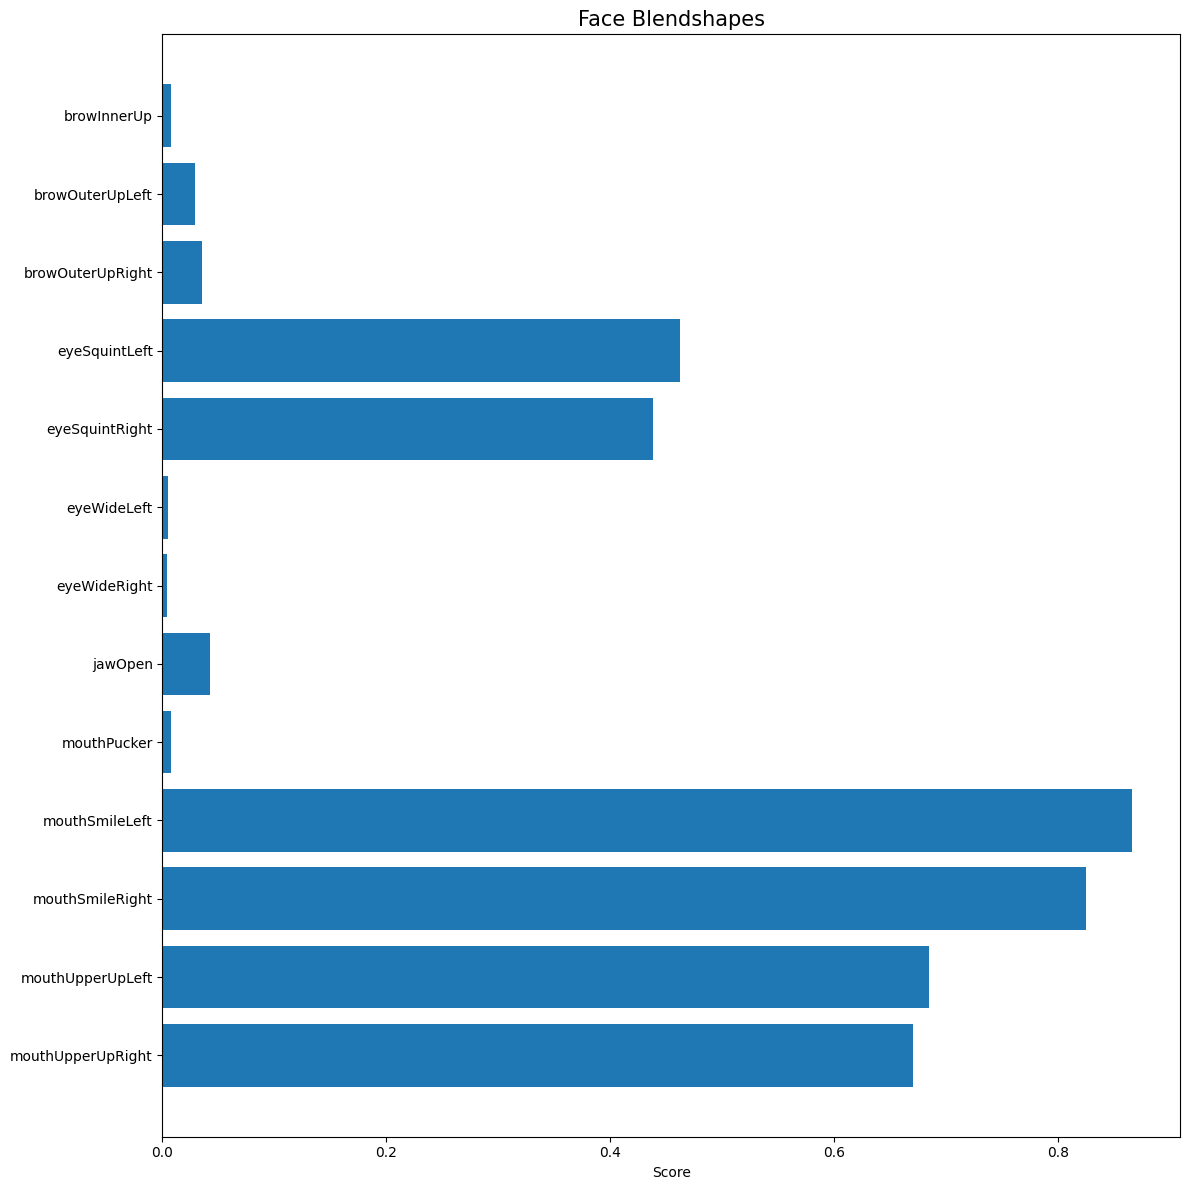 Face Blendshapes
browInnerUp
browOuterUpLeft
browOuterUpRight
eyeSquintLeft
eyeSquintRight
eyeWideLeft
eyeWideRight
jawOpen
mouthPucker
mouthSmileLeft
mouthSmileRight
mouthUpperUpLeft
mouthUpperUpRight
0.0 0.2 0.4 0.6 0.8
Score